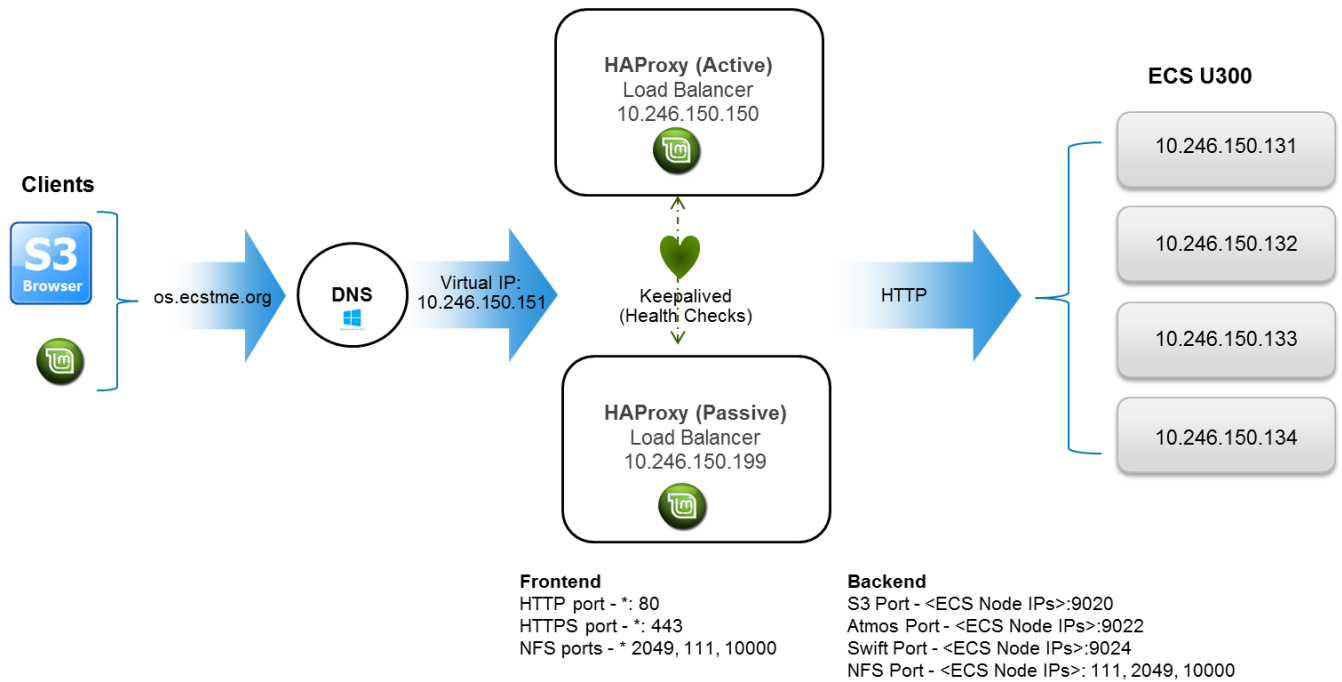 Clients
S3
Browser
os.ecstme.org
DNS
Virtual IP:
10.246.150.151
HAProxy (Active)
Load Balancer
10.246.150.150
Keepalived
(Health Checks)
HAProxy (Passive)
Load Balancer
10.246.150.199
HTTP
ECS U300
10.246.150.131
10.246.150.132
10.246.150.133
10.246.150.134
Frontend
HTTP port - *: 80
HTTPS port - *: 443
NFS ports - * 2049, 111, 10000
Backend
S3 Port - <ECS Node IPs>:9020
Atmos Port - <ECS Node IPs>:9022
Swift Port - <ECS Node IPs>:9024
NFS Port - <ECS Node IPs>: 111, 2049, 10000